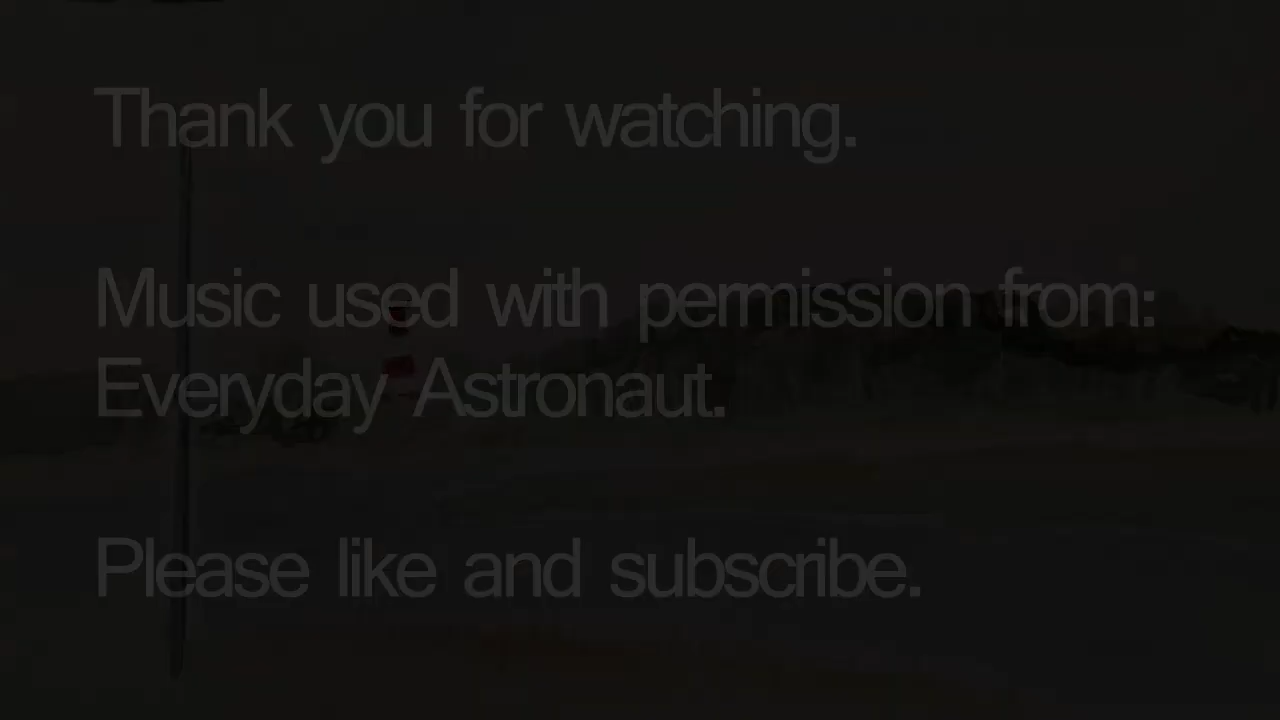 Thank you for watching.
Music used with permission from:
Everyday Astronaut.
Please like and subscribe.